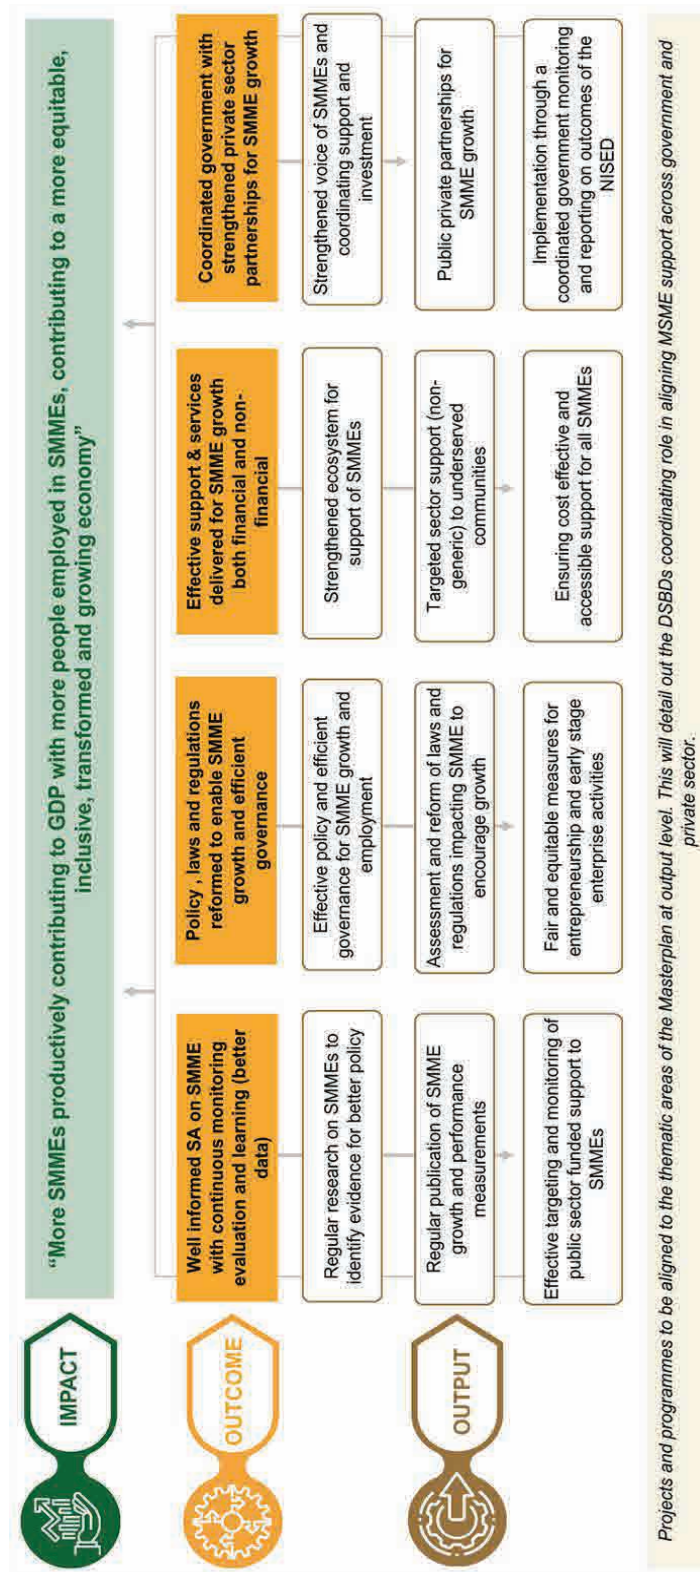 IMPACT
“More SMMEs productively contributing to GDP with more people employed in SMMEs, contributing to a more equitable,
inclusive, transformed and growing economy”
OUTCOME
Well informed SA on SMME
with continuous monitoring
evaluation and learning (better
data)
Policy , laws and regulations
reformed to enable SMME
growth and efficient
governance
Effective support & services
delivered for SMME growth
both financial and non-
financial
Coordinated government with
strengthened private sector
partnerships for SMME growth
OUTPUT
Regular research on SMMEs to
identify evidence for better policy
Regular publication of SMME
growth and performance
measurements
Effective targeting and monitoring of
public sector funded support to
SMMEs
Effective policy and efficient
governance for SMME growth and
employment
Assessment and reform of laws and
regulations impacting SMME to
encourage growth
Fair and equitable measures for
entrepreneurship and early stage
enterprise activities
Strengthened ecosystem for
support of SMMEs
Targeted sector support (non-
generic) to underserved
communities
Ensuring cost effective and
accessible support for all SMMEs
Strengthened voice of SMMEs and
coordinating support and
investment
Public private partnerships for
SMME growth
Implementation through a
coordinated government monitoring
and reporting on outcomes of the
NISED
Projects and programmes to be aligned to the thematic areas of the Masterplan at output level. This will detail out the DSBDs coordinating role in aligning MSME support across government and
private sector.